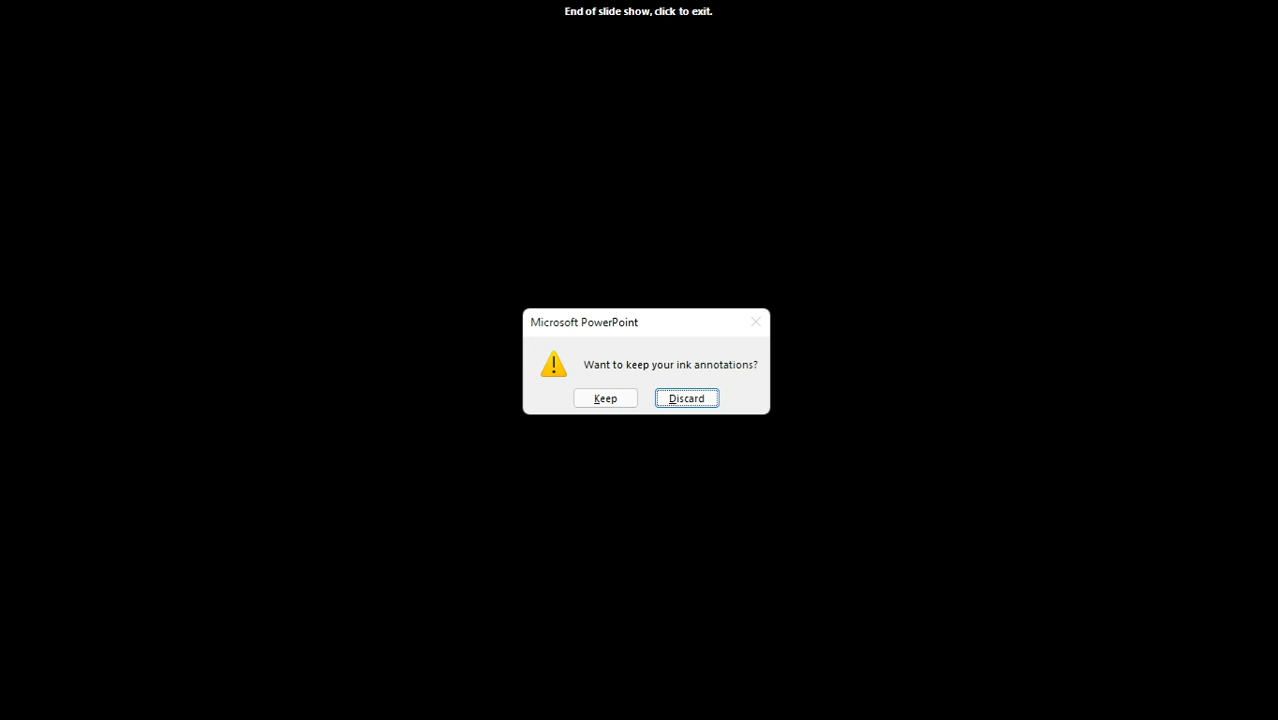 End of slide show, click to exit.
Microsoft PowerPoint
Want to keep your ink annotations?
Keep
Discard